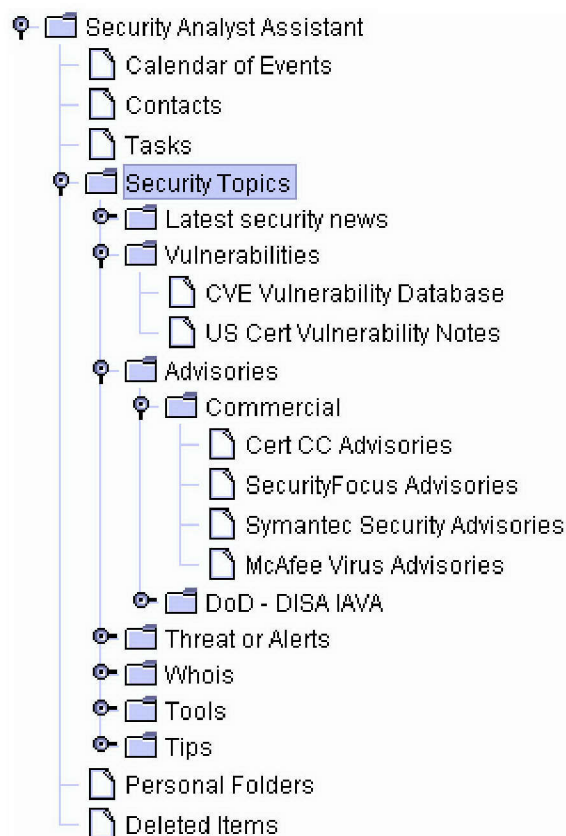 Security Analyst Assistant
Calendar of Events
Contacts
Tasks
Security Topics
Latest security news
Vulnerabilities
CVE Vulnerability Database
US Cert Vulnerability Notes
Advisories
Commercial
Cert CC Advisories
SecurityFocus Advisories
Symantec Security Advisories
McAfee Virus Advisories
DoD - DISA IAVA
Threat or Alerts
Whois
Tools
Tips
Personal Folders
Deleted Items